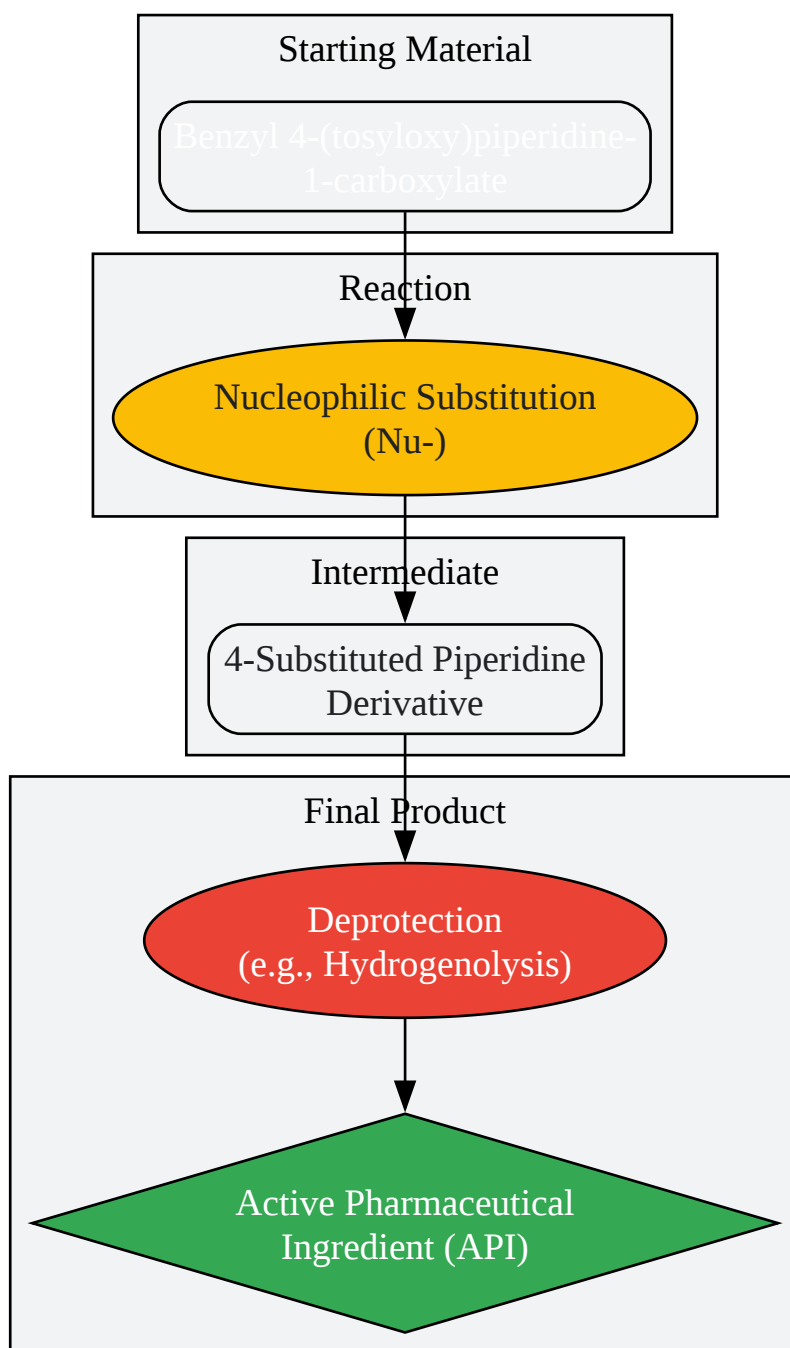 Starting Material
Benzyl 4-(tosyloxy)piperidine-
1-carboxylate
Reaction
Nucleophilic Substitution
(Nu-)
Intermediate
4-Substituted Piperidine
Derivative
Final Product
Deprotection
(e.g., Hydrogenolysis)
Active Pharmaceutical
Ingredient (API)